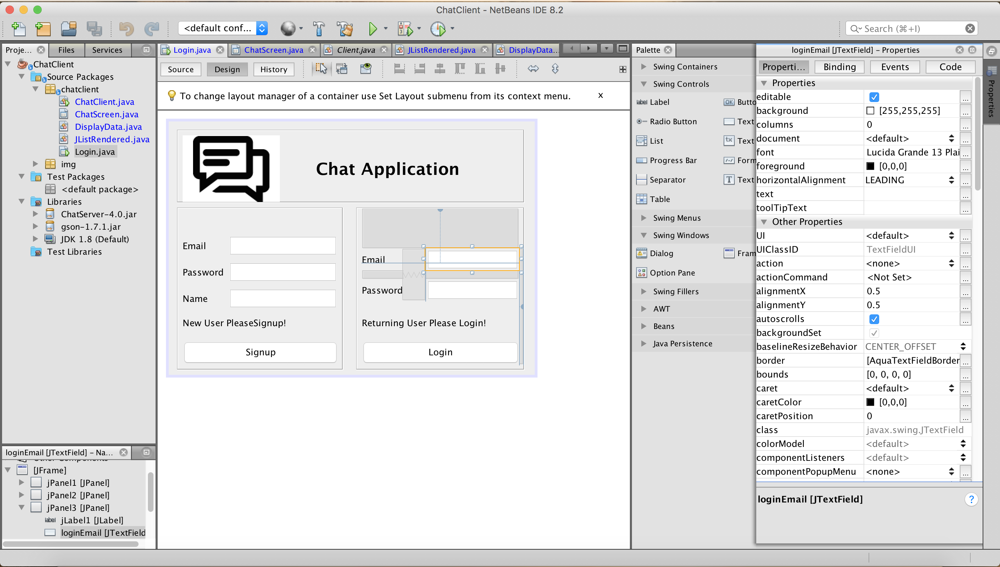 ChatClient - NetBeans IDE 8.2
<default conf...
Search (⌘+I)
Proje...
Files
Services
Login.java
ChatScreen.java
Client.java
JListRendered.java
DisplayData...
Palette
loginEmail [JTextField] - Properties
Source
Design
History
Properti...
Binding
Events
Code
Properties
ChatClient
Source Packages
chatclient
ChatClient.java
ChatScreen.java
DisplayData.java
JListRendered.java
Login.java
img
Test Packages
<default package>
Libraries
ChatServer-4.0.jar
gson-1.7.1.jar
JDK 1.8 (Default)
Test Libraries
loginEmail [JTextField] - Na...
[JFrame]
jPanel1 [JPanel]
jPanel2 [JPanel]
jPanel3 [JPanel]
label jLabel1 [JLabel]
loginEmail [JTextField
To change layout manager of a container use Set Layout submenu from its context menu. x
Chat Application
Email
Password
Name
New User PleaseSignup!
Signup
Email
Password
Returning User Please Login!
Login
Swing Containers
Swing Controls
label Label
OK Butto
Radio Button
Text
List
tx Text
Progress Bar
Form
Separator
T Text
Table
Swing Menus
Swing Windows
Dialog
Fram
Option Pane
Swing Fillers
AWT
Beans
Java Persistence
Properties
editable ...
background [255,255,255] ...
columns 0 ...
document <default> ...
font Lucida Grande 13 Plai ...
foreground [0,0,0] ...
horizontalAlignment LEADING ...
text ...
toolTipText ...
Other Properties
UI <default> ...
UIClassID TextFieldUI ...
action <none> ...
actionCommand <Not Set> ...
alignmentX 0.5 ...
alignmentY 0.5 ...
autoscrolls ...
backgroundSet
baselineResizeBehavior CENTER_OFFSET
border [AquaTextFieldBorder ...
bounds [0, 0, 0, 0] ...
caret <default> ...
caretColor [0,0,0] ...
caretPosition 0 ...
class javax.swing.JTextField
colorModel <default>
componentListeners <default>
componentPopupMenu <none> ...
loginEmail [JTextField]
?